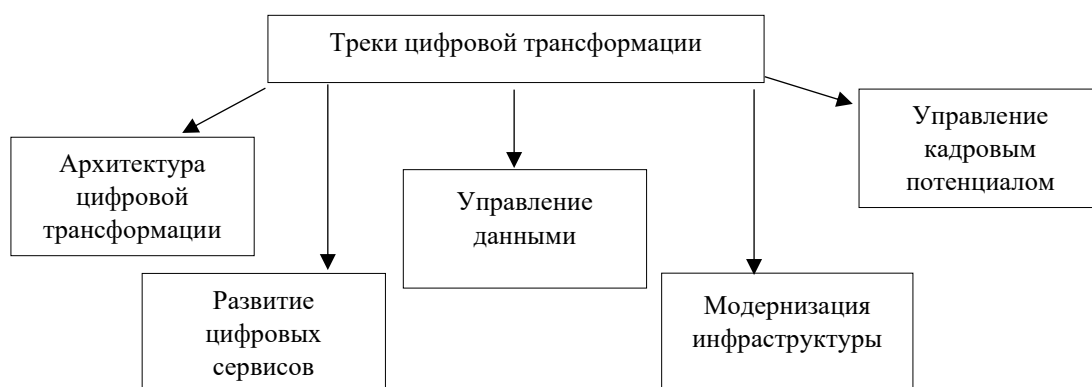 Треки цифровой трансформации
Архитектура
цифровой
трансформации
Развитие
цифровых
сервисов
Управление
данными
Модернизация
инфраструктуры
Управление
кадровым
потенциалом